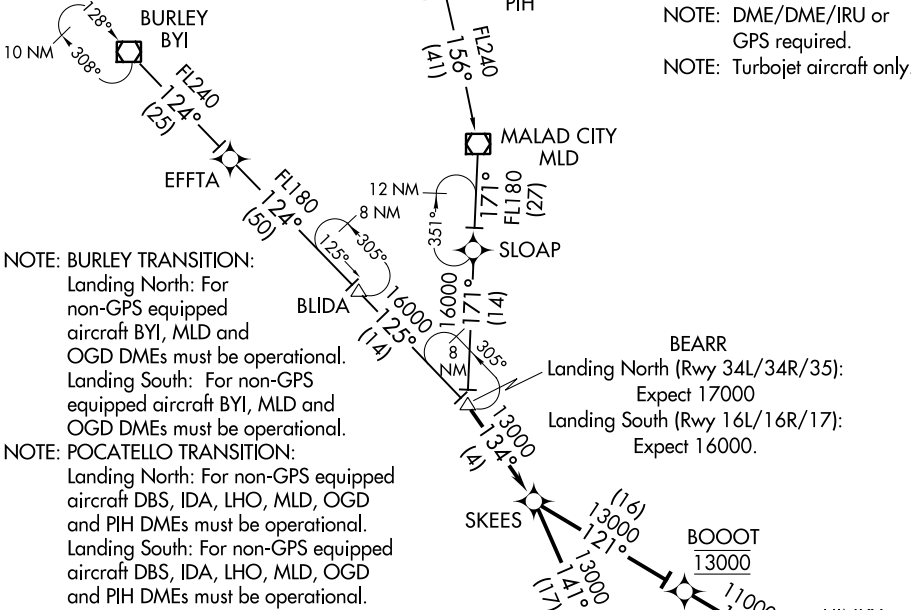 PIH
NOTE: DME/DME/IRU or
GPS required.
NOTE: Turbojet aircraft only.
BURLEY
BYI
10 NM
128°
308°
FL240
124°
(25)
EFFTA
FL240
156°
(41)
MALAD CITY
MLD
12 NM
351°
171°
FL180
(27)
SLOAP
FL180
124°
(50)
8 NM
305°
125°
BLIDA
16000
125°
(14)
16000
171°
(14)
8
NM
305°
BEARR
Landing North (Rwy 34L/34R/35):
Expect 17000
Landing South (Rwy 16L/16R/17):
Expect 16000.
13000
134°
(4)
SKEES
(16)
13000
121°
13000
141°
(17)
BOOOT
13000
11000
NOTE: BURLEY TRANSITION:
Landing North: For
non-GPS equipped
aircraft BYI, MLD and
OGD DMEs must be operational.
Landing South: For non-GPS
equipped aircraft BYI, MLD and
OGD DMEs must be operational.
NOTE: POCATELLO TRANSITION:
Landing North: For non-GPS equipped
aircraft DBS, IDA, LHO, MLD, OGD
and PIH DMEs must be operational.
Landing South: For non-GPS equipped
aircraft DBS, IDA, LHO, MLD, OGD
and PIH DMEs must be operational.